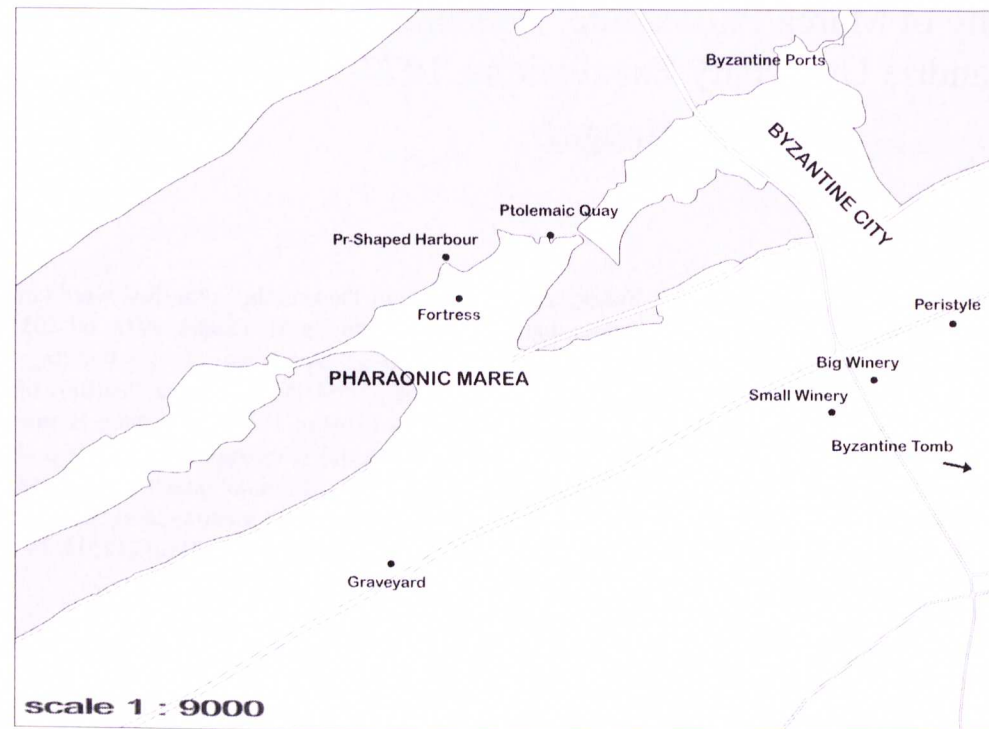 Byzantine Ports
BYZANTINE CITY
Ptolemaic Quay
Pr-Shaped Harbour
Fortress
Peristyle
PHARAONIC MAREA
Big Winery
Small Winery
Byzantine Tomb
Graveyard
scale 1 : 9000